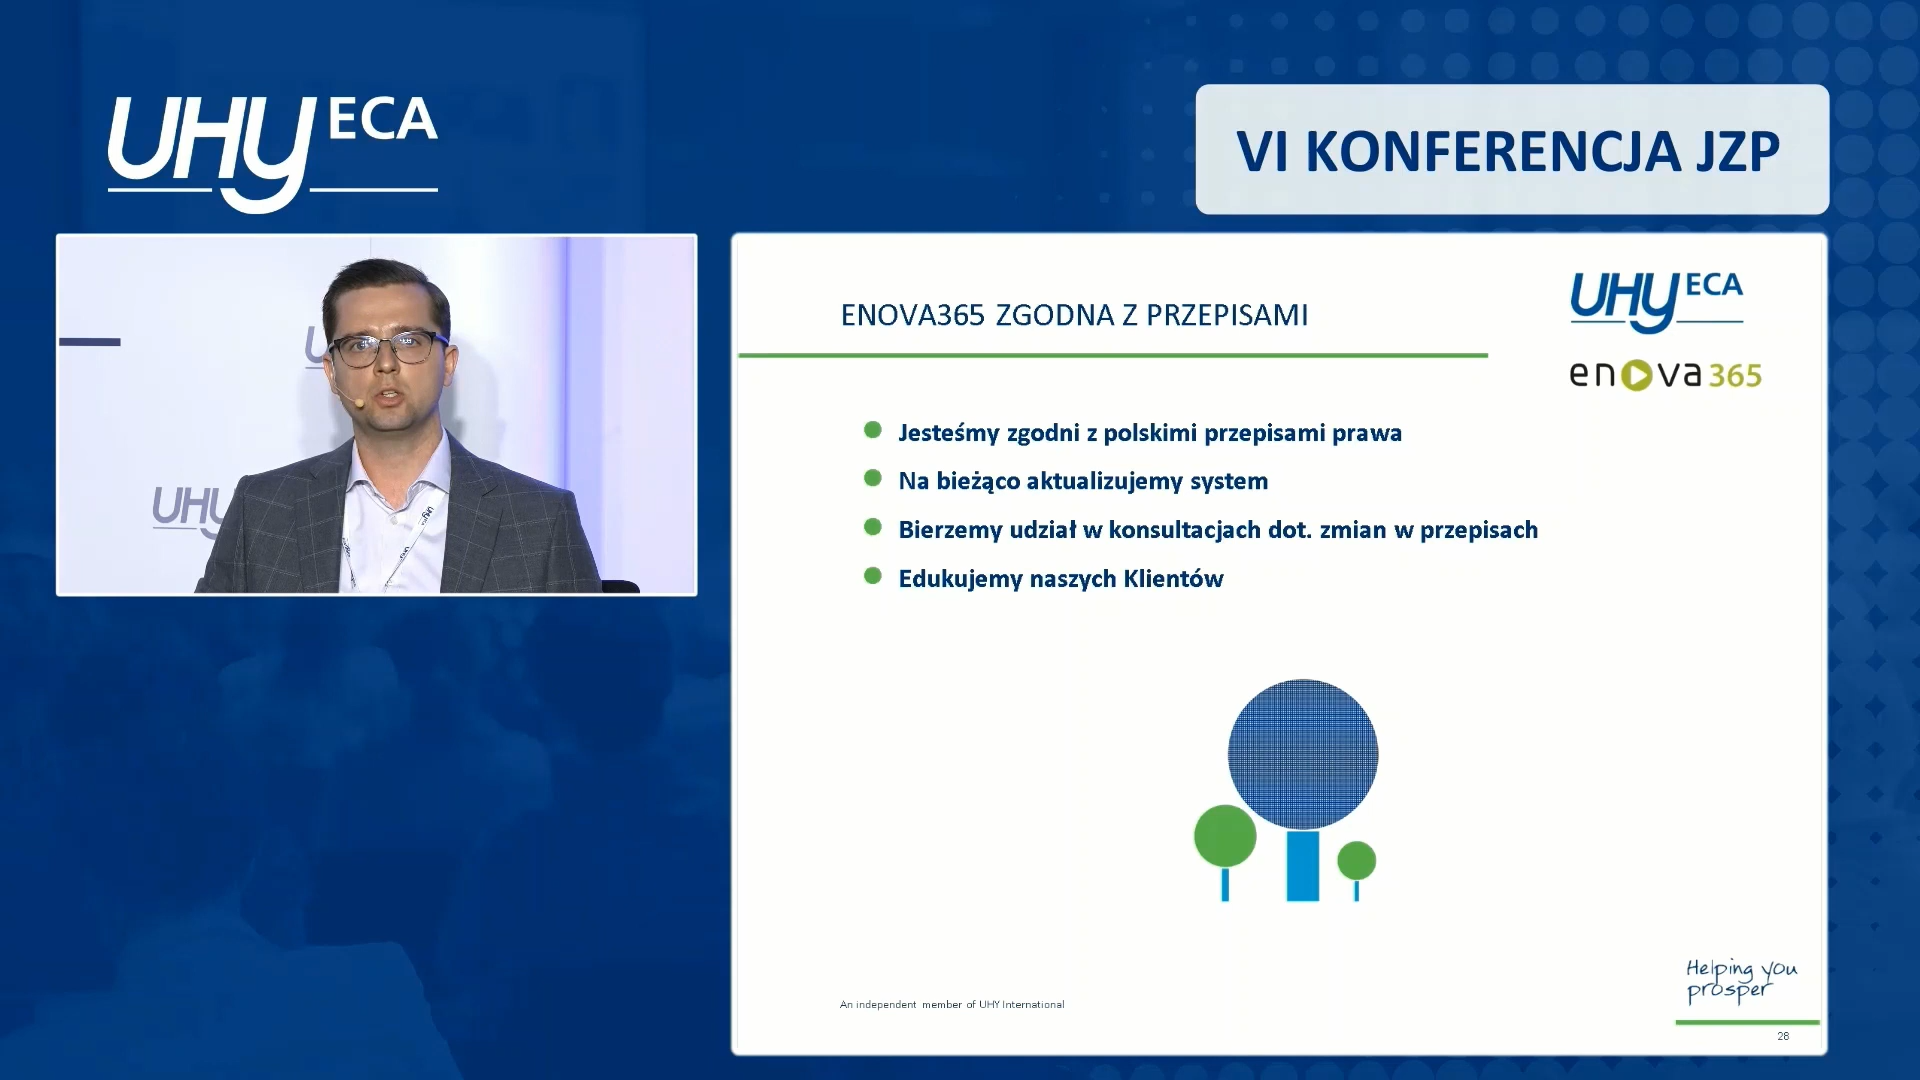 UHY ECA
VI KONFERENCJA JZP
UHY
ENOVA365 ZGODNA Z PRZEPISAMI
UHY ECA
enova365
Jesteśmy zgodni z polskimi przepisami prawa
Na bieżąco aktualizujemy system
Bierzemy udział w konsultacjach dot. zmian w przepisach
Edukujemy naszych Klientów
Helping you
prosper
An independent member of UHY International
28